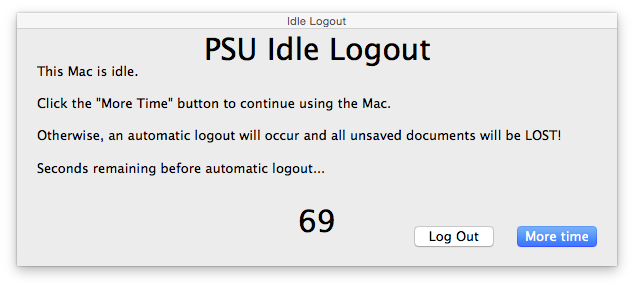 Idle Logout
PSU Idle Logout
This Mac is idle.
Click the "More Time" button to continue using the Mac.
Otherwise, an automatic logout will occur and all unsaved documents will be LOST!
Seconds remaining before automatic logout...
69
Log Out
More time